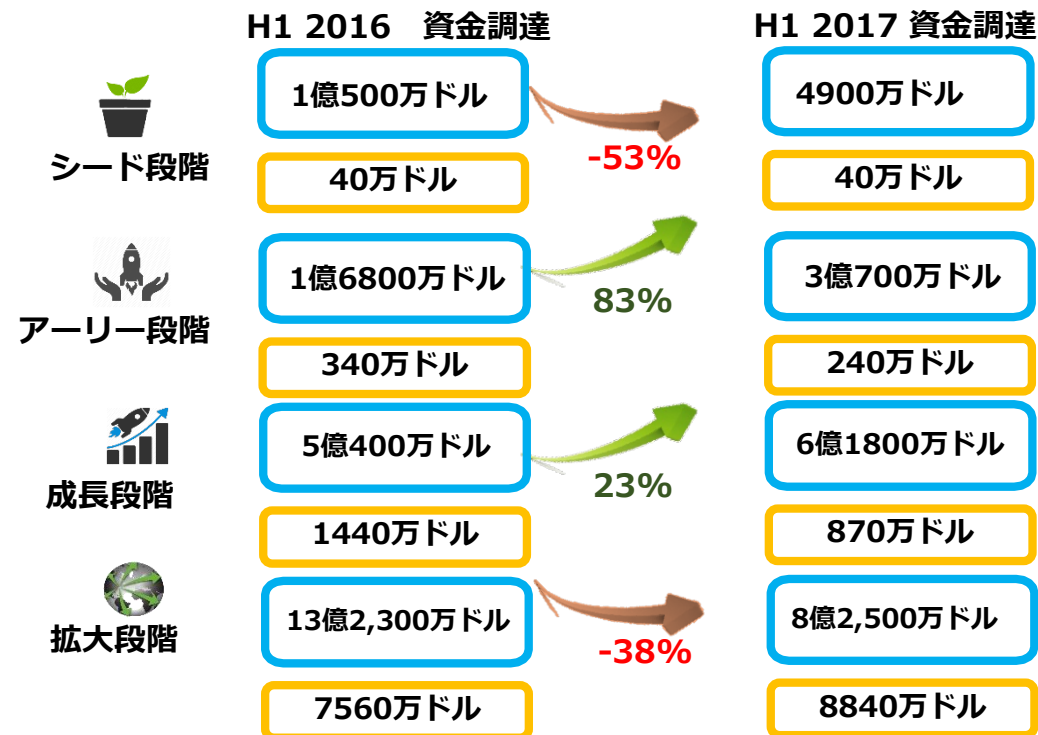 H1 2016　資金調達
H1 2017 資金調達
シード段階
1億500万ドル
-53%
4900万ドル
40万ドル
40万ドル
アーリー段階
1億6800万ドル
83%
3億700万ドル
340万ドル
240万ドル
成長段階
5億400万ドル
23%
6億1800万ドル
1440万ドル
870万ドル
拡大段階
13億2,300万ドル
-38%
8億2,500万ドル
7560万ドル
8840万ドル